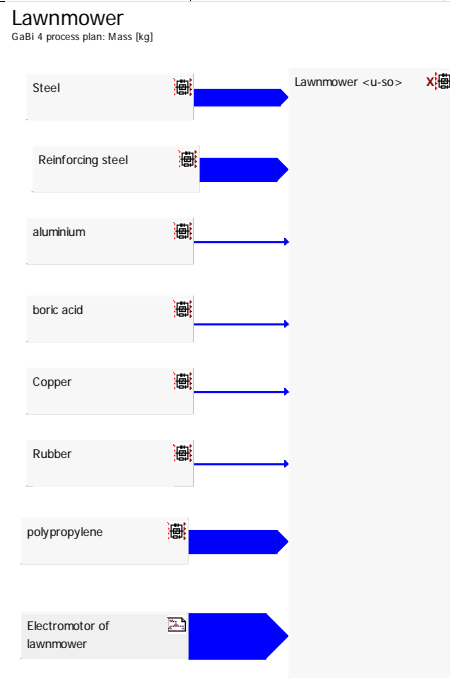 Lawnmower
GaBi 4 process plan: Mass [kg]
Steel
Lawnmower <u-so>
X
Reinforcing steel
aluminium
boric acid
Copper
Rubber
polypropylene
Electromotor of
lawnmower